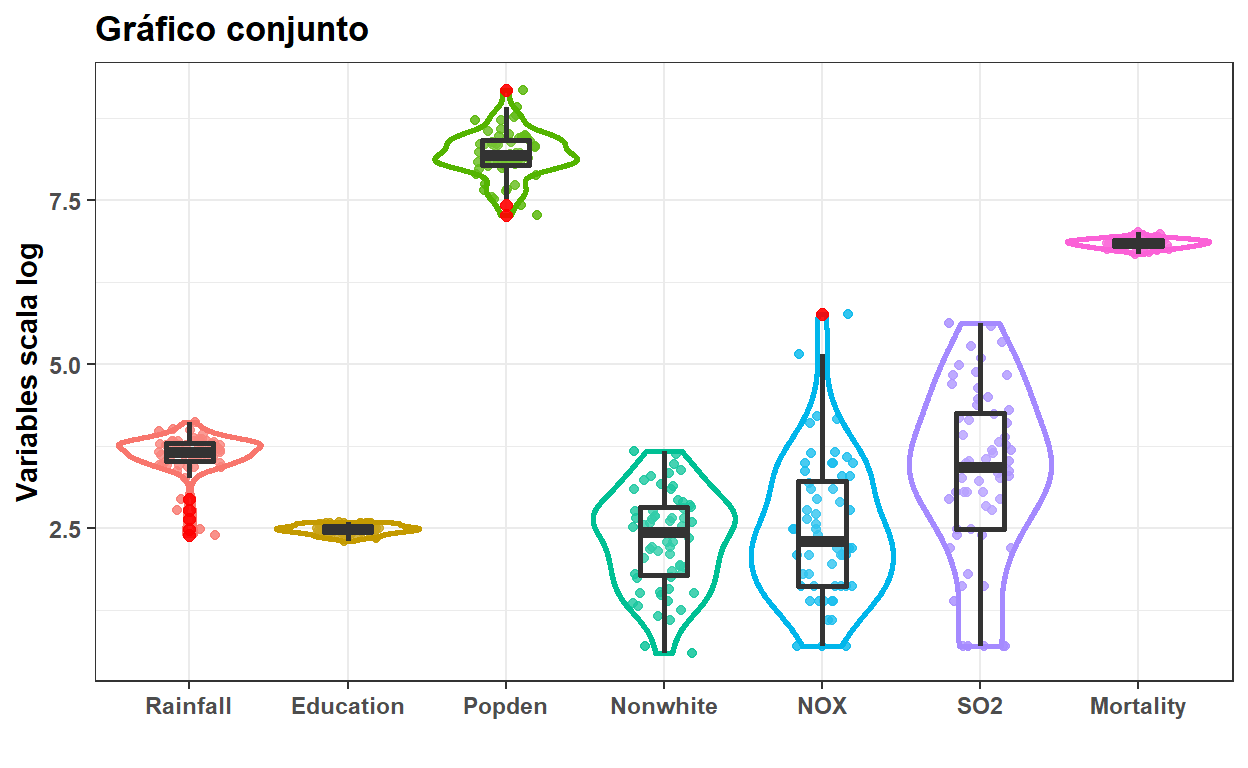 Gráfico conjunto
Variables scala log
7.5
5.0
2.5
Rainfall Education Popden Nonwhite NOX SO2 Mortality